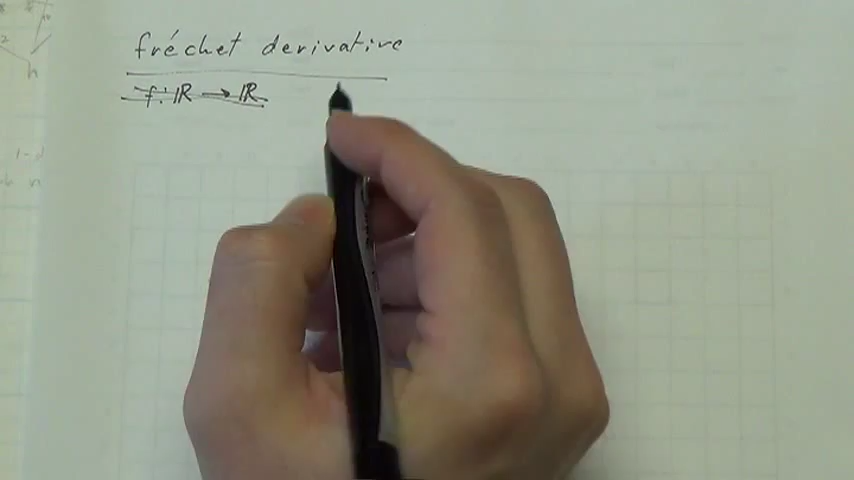 fréchet derivative
f: ℝ → ℝ